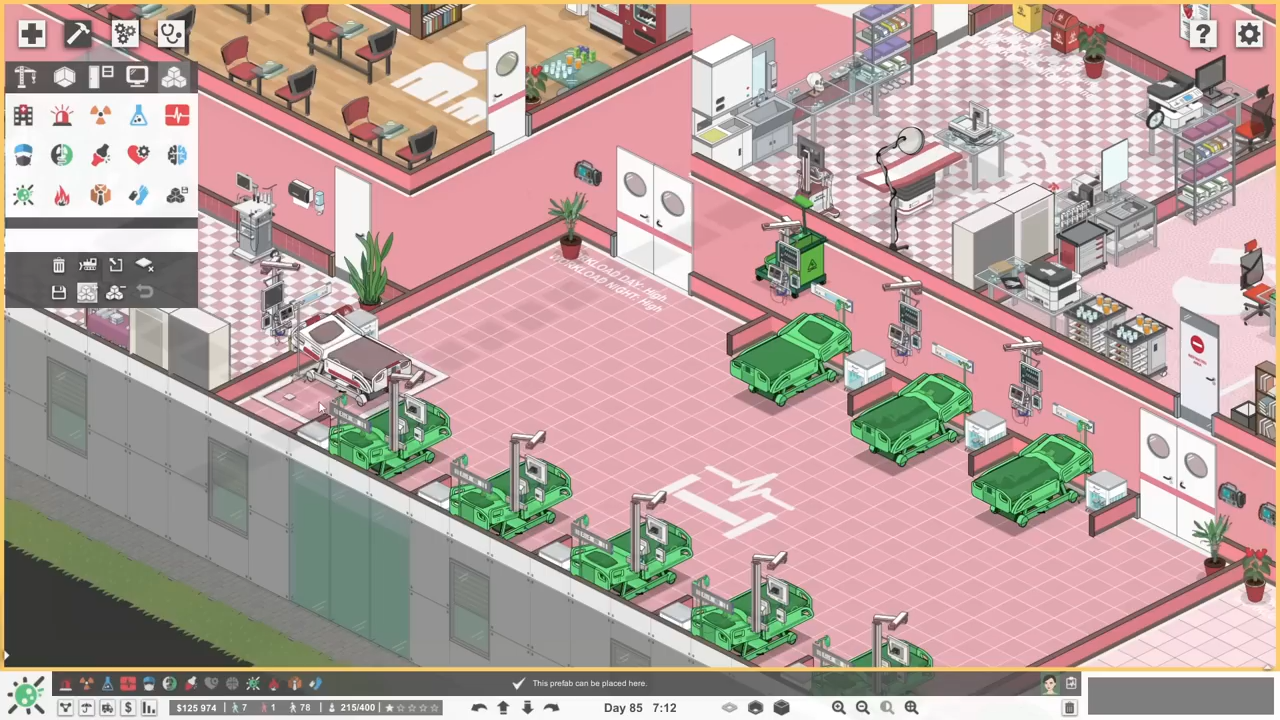 WORKLOAD DAY: High
WORKLOAD NIGHT: High
This prefab can be placed here.
$125 974
7
1
78
215/400
Day 85 7:12